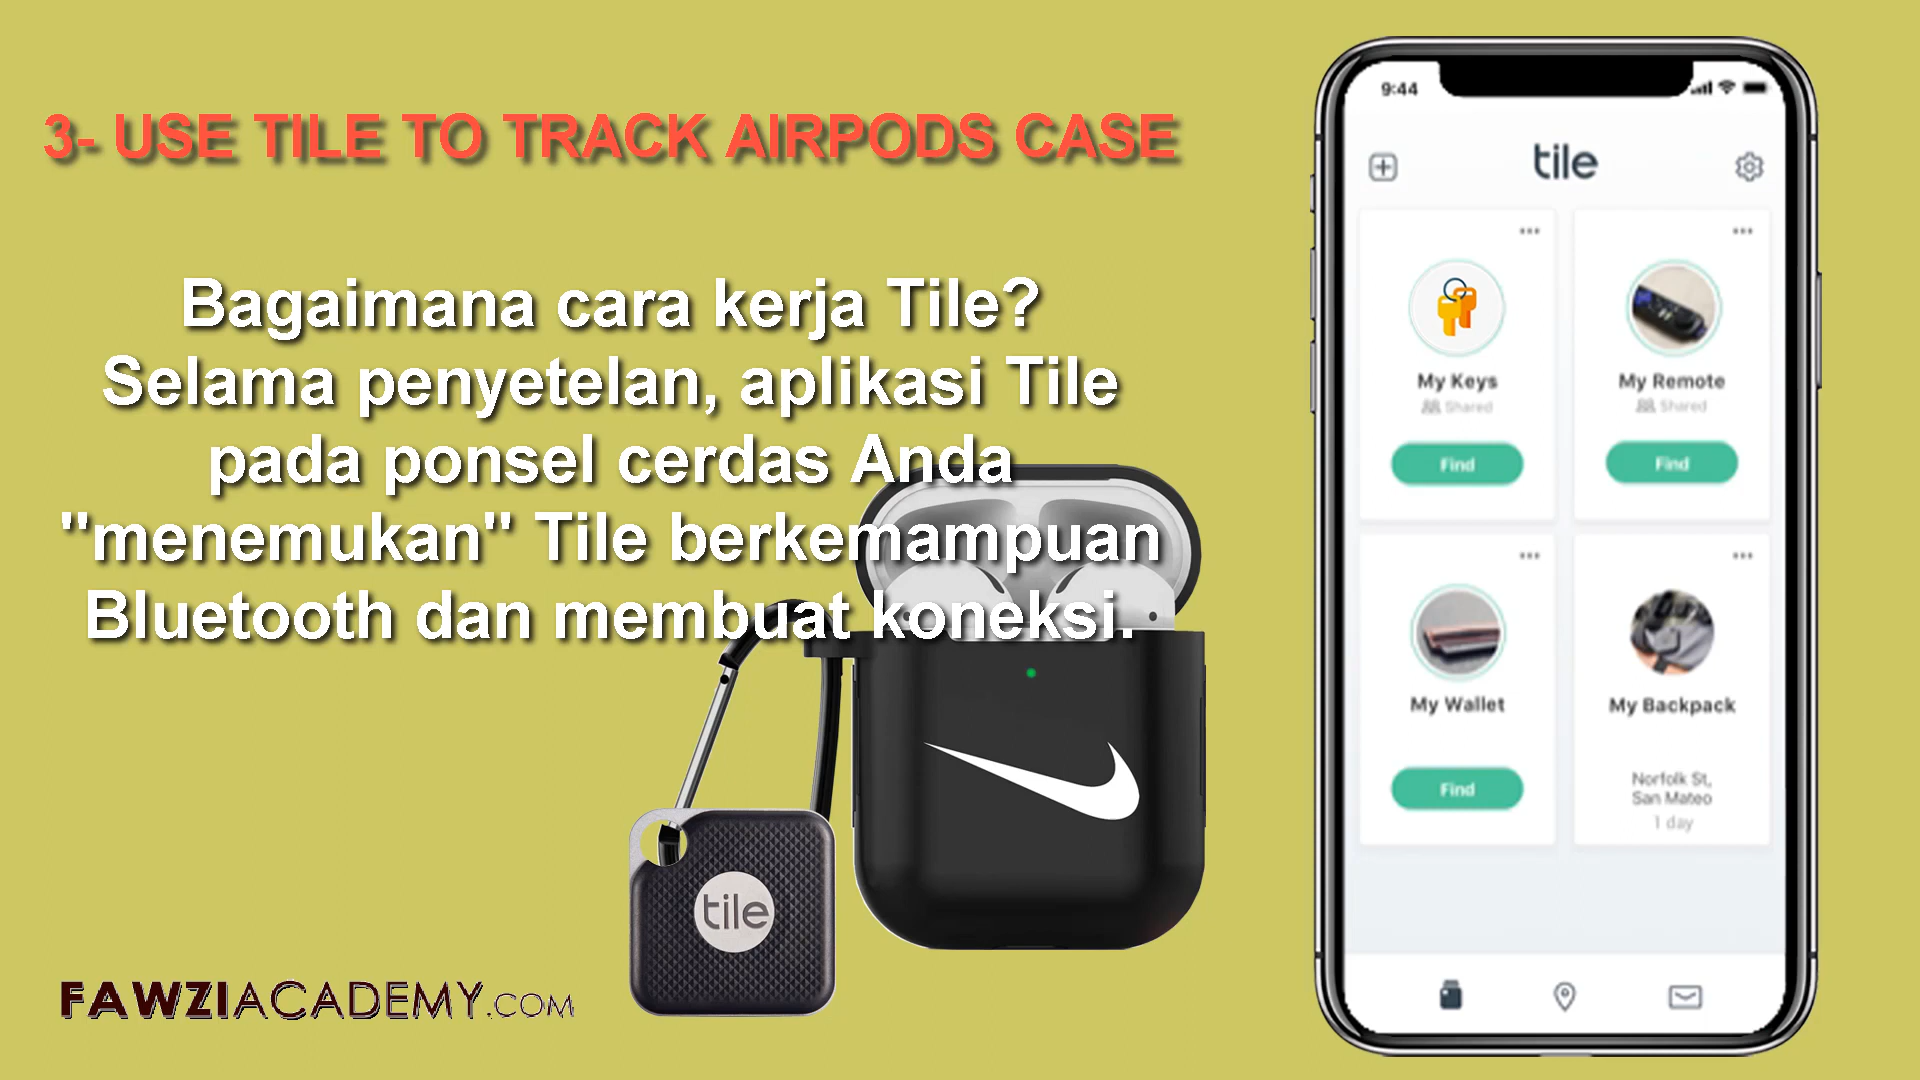 3- USE TILE TO TRACK AIRPODS CASE
Bagaimana cara kerja Tile?
Selama penyetelan, aplikasi Tile
pada ponsel cerdas Anda
"menemukan" Tile berkemampuan
Bluetooth dan membuat koneksi.
tile
FAWZIACADEMY.COM
9:44
tile
My Keys
Shared
Find
My Remote
Shared
Find
My Wallet
Find
My Backpack
Norfolk St,
San Mateo
1 day